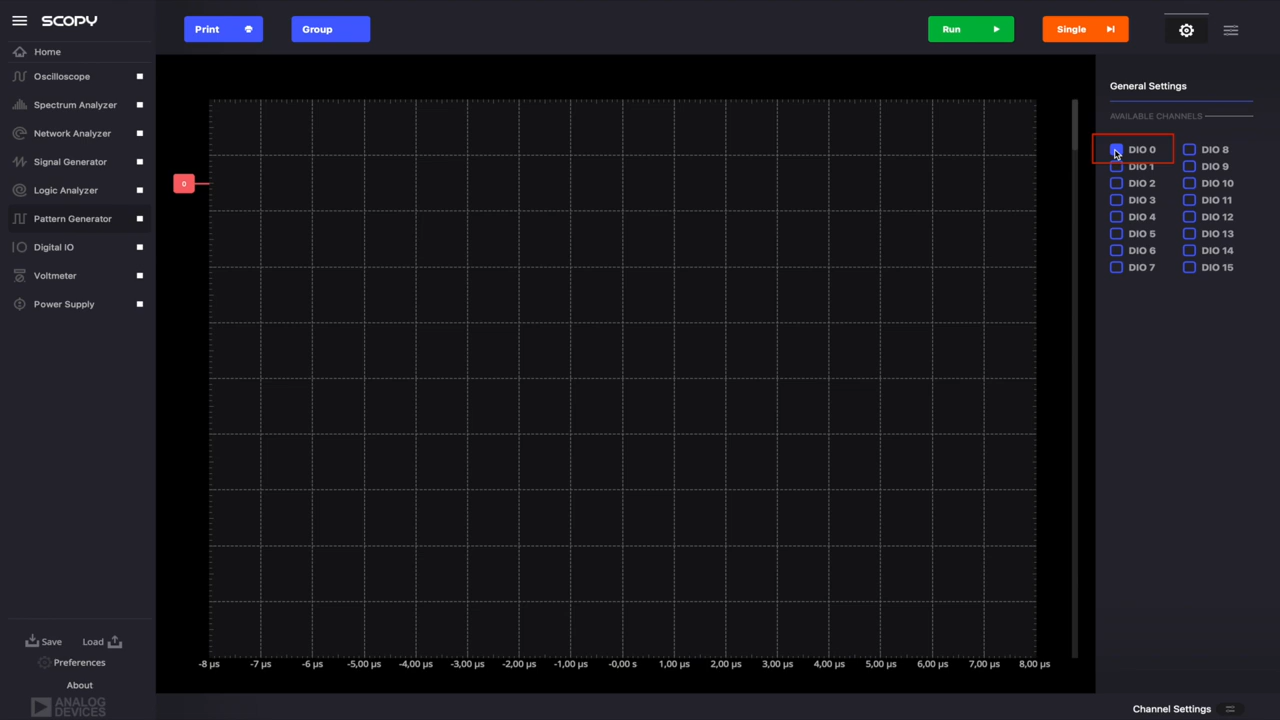 SCOPY
Print
Group
Run
Single
Home
Oscilloscope
Spectrum Analyzer
Network Analyzer
Signal Generator
Logic Analyzer
Pattern Generator
Digital IO
Voltmeter
Power Supply
Save
Load
Preferences
About
ANALOG
DEVICES
0
-8 µs -7 µs -6 µs -5,00 µs -4,00 µs -3,00 µs -2,00 µs -1,00 µs -0,00 s 1,00 µs 2,00 µs 3,00 µs 4,00 µs 5,00 µs 6,00 µs 7,00 µs 8,00 µs
General Settings
AVAILABLE CHANNELS
DIO 0 DIO 8
DIO 1 DIO 9
DIO 2 DIO 10
DIO 3 DIO 11
DIO 4 DIO 12
DIO 5 DIO 13
DIO 6 DIO 14
DIO 7 DIO 15
Channel Settings